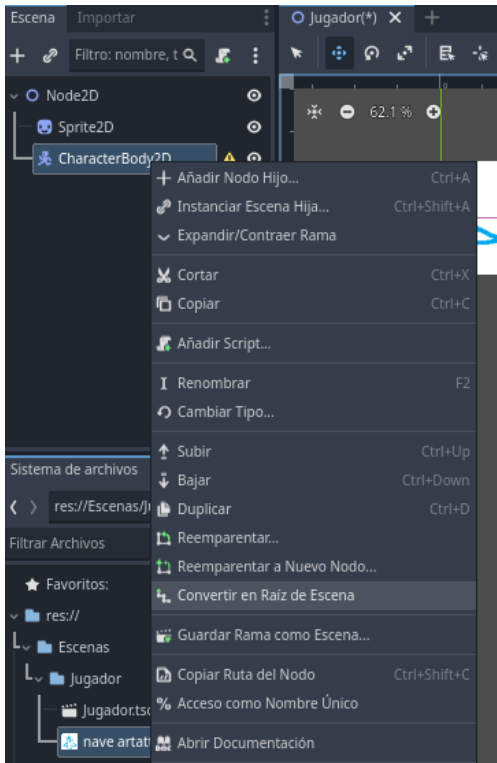 Escena Importar Jugador(*)
Filtro: nombre, t
Node2D
62.1 %
Sprite2D
CharacterBody2D
Añadir Nodo Hijo... Ctrl+A
Instanciar Escena Hija... Ctrl+Shift+A
Expandir/Contraer Rama
Cortar Ctrl+X
Copiar Ctrl+C
Añadir Script...
Renombrar F2
Cambiar Tipo...
Subir Ctrl+Up
Bajar Ctrl+Down
Duplicar Ctrl+D
Reemparentar...
Reemparentar a Nuevo Nodo...
Convertir en Raíz de Escena
Guardar Rama como Escena...
Copiar Ruta del Nodo Ctrl+Shift+C
Acceso como Nombre Único
Abrir Documentación
Sistema de archivos
res://Escenas/Ju
Filtrar Archivos
Favoritos:
res://
Escenas
Jugador
Jugador.tsc
nave artatt